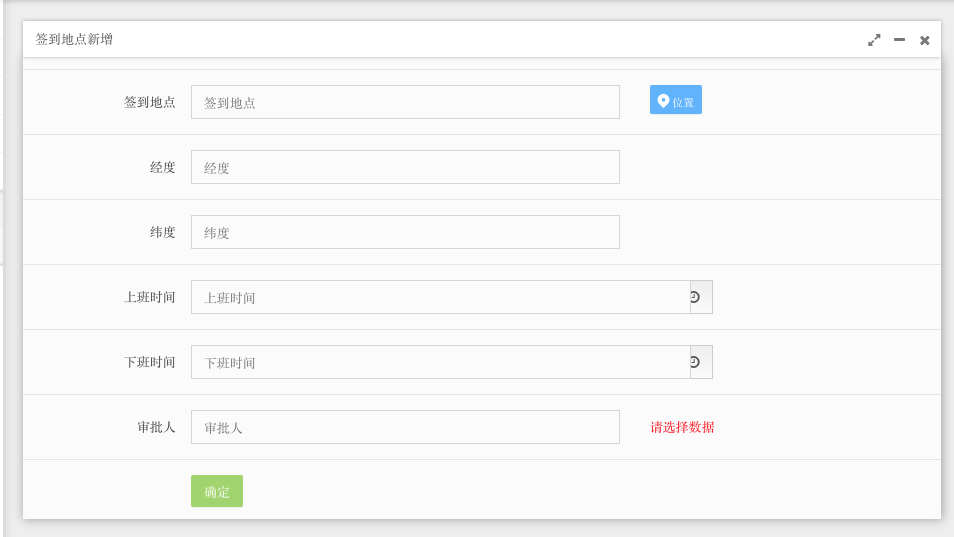 签到地点新增
签到地点 签到地点 位置
经度 经度
纬度 纬度
上班时间 上班时间
下班时间 下班时间
审批人 审批人 请选择数据
确定